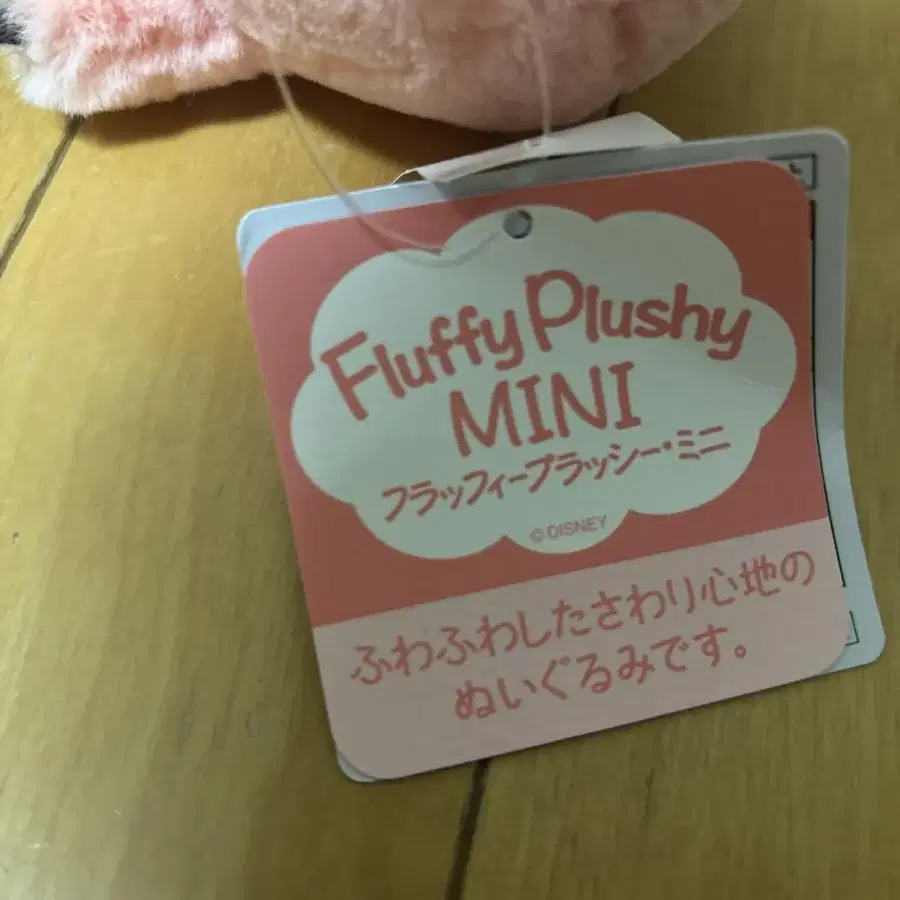 Fluffy Plushy
MINI
フラッフィープラッシー・ミニ
© DISNEY
ふわふわしたさわり心地の
ぬいぐるみです。